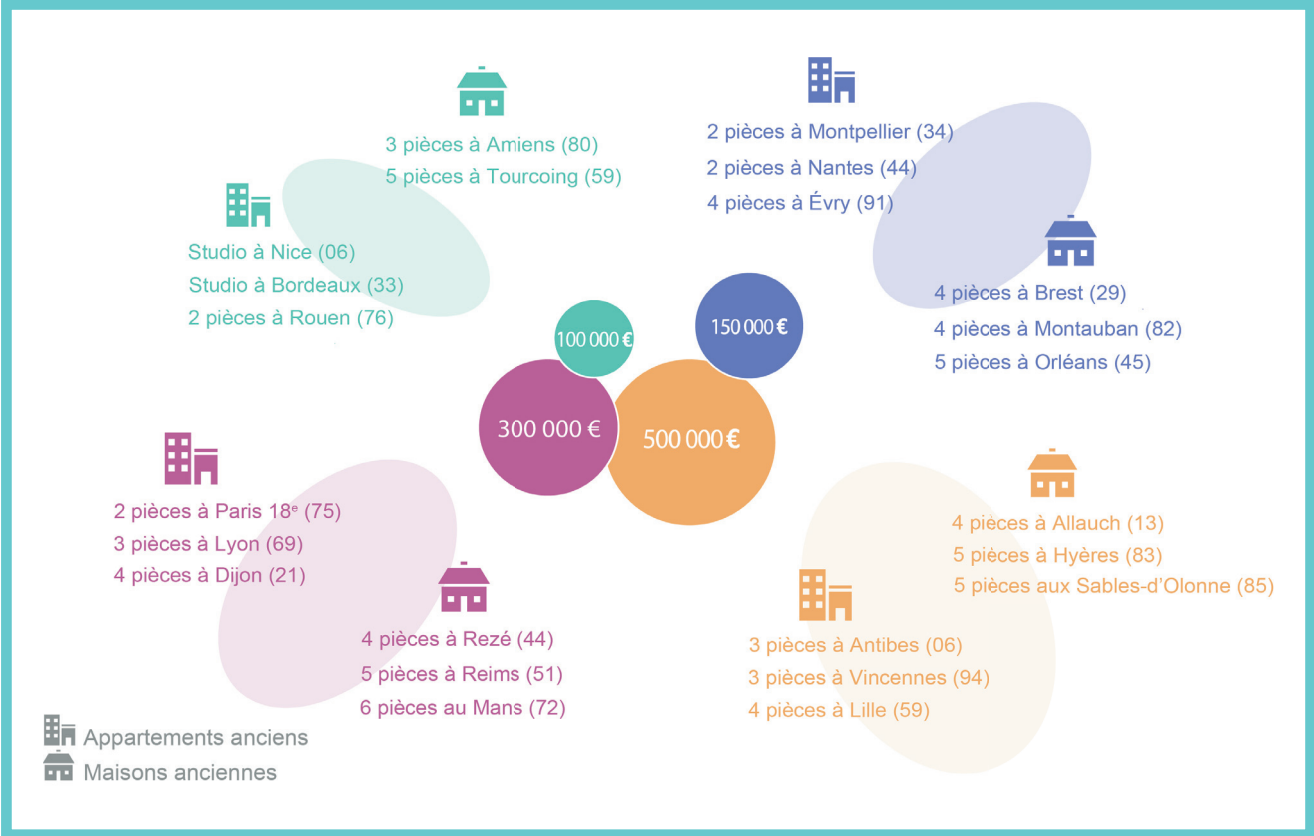 3 pièces à Amiens (80)
5 pièces à Tourcoing (59)
Studio à Nice (06)
Studio à Bordeaux (33)
2 pièces à Rouen (76)
2 pièces à Montpellier (34)
2 pièces à Nantes (44)
4 pièces à Évry (91)
4 pièces à Brest (29)
4 pièces à Montauban (82)
5 pièces à Orléans (45)
100 000 €
150 000 €
300 000 €
500 000 €
2 pièces à Paris 18e (75)
3 pièces à Lyon (69)
4 pièces à Dijon (21)
4 pièces à Rezé (44)
5 pièces à Reims (51)
6 pièces au Mans (72)
4 pièces à Allauch (13)
5 pièces à Hyères (83)
5 pièces aux Sables-d'Olonne (85)
3 pièces à Antibes (06)
3 pièces à Vincennes (94)
4 pièces à Lille (59)
Appartements anciens
Maisons anciennes